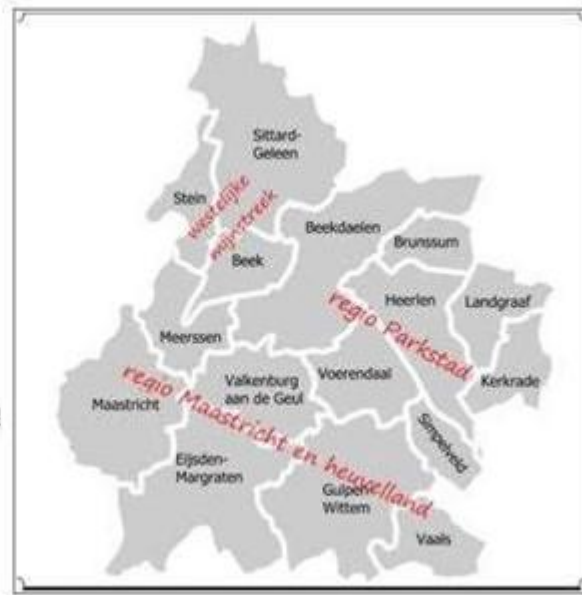 Sittard-
Geleen
Stein
westelijke
mijnstreek
Beekdaelen
Brunssum
Beek
Heerlen
Landgraaf
regio Parkstad
Meerssen
Voerendaal
Kerkrade
Valkenburg
aan de Geul
Maastricht
regio Maastricht en heuvelland
Simpelveld
Eijsden-
Margraten
Gulpen-
Wittem
Vaals